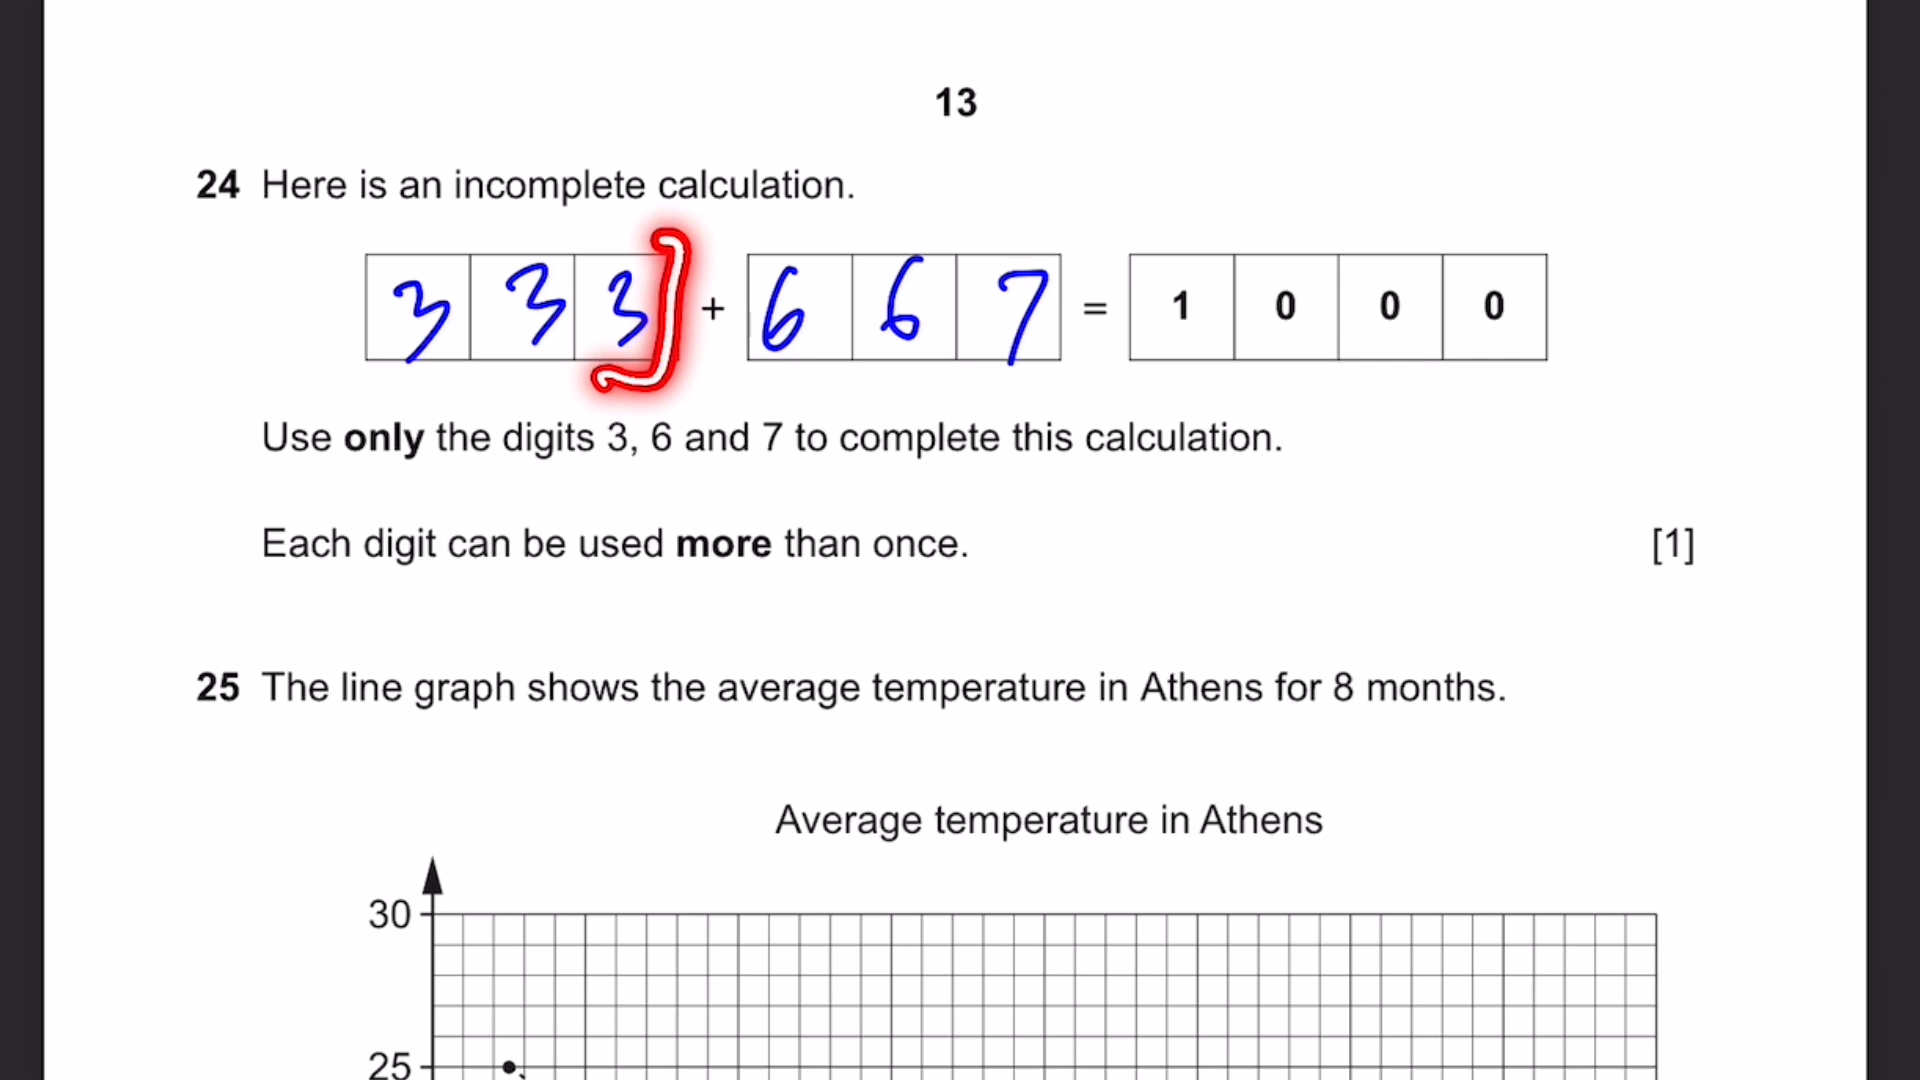 13
24 Here is an incomplete calculation.
3 3 3 + 6 6 7 = 1 0 0 0
Use only the digits 3, 6 and 7 to complete this calculation.
Each digit can be used more than once. [1]
25 The line graph shows the average temperature in Athens for 8 months.
Average temperature in Athens
30
25